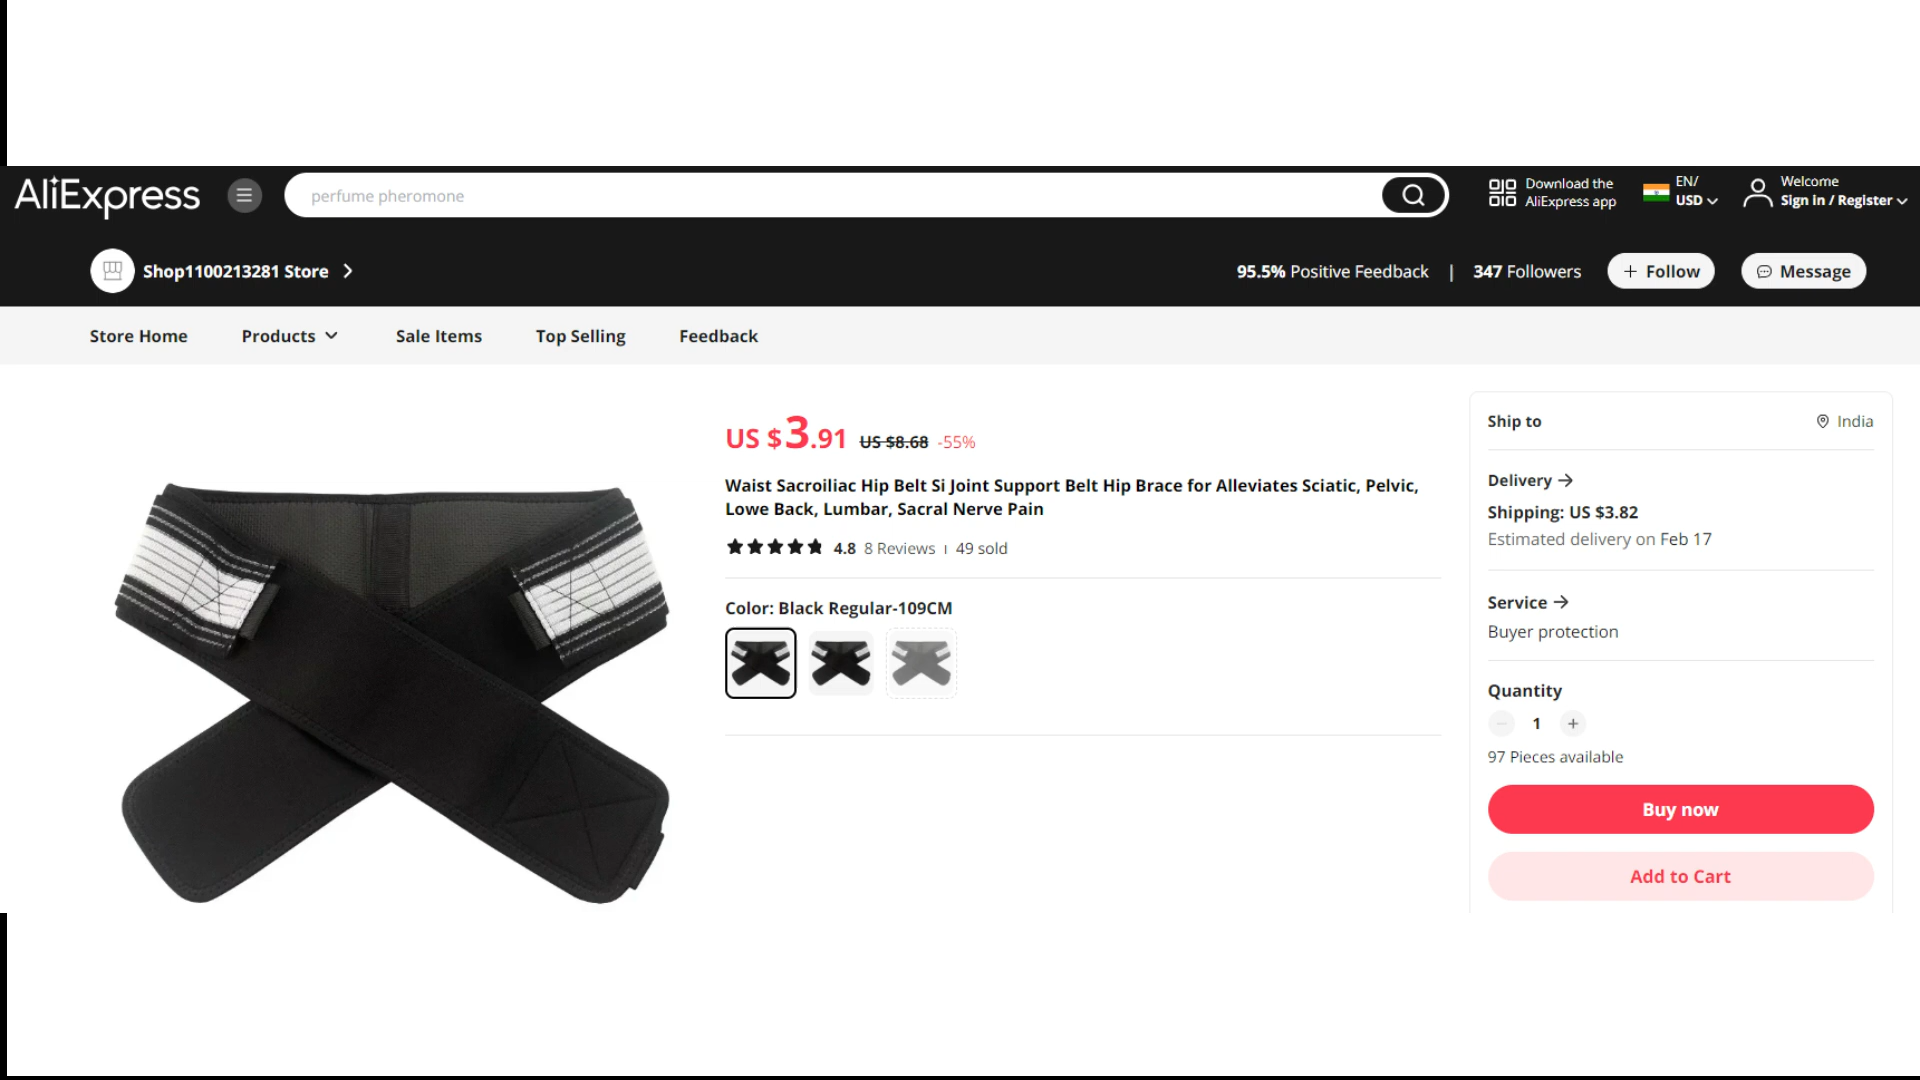 AliExpress
perfume pheromone
Download the
AliExpress app
EN/
USD
Welcome
Sign in / Register
Shop1100213281 Store
95.5% Positive Feedback | 347 Followers
+ Follow
Message
Store Home
Products
Sale Items
Top Selling
Feedback
US $3.91 US $8.68 -55%
Waist Sacroiliac Hip Belt Si Joint Support Belt Hip Brace for Alleviates Sciatic, Pelvic,
Lowe Back, Lumbar, Sacral Nerve Pain
4.8 8 Reviews | 49 sold
Color: Black Regular-109CM
Ship to
India
Delivery
Shipping: US $3.82
Estimated delivery on Feb 17
Service
Buyer protection
Quantity
− 1 +
97 Pieces available
Buy now
Add to Cart